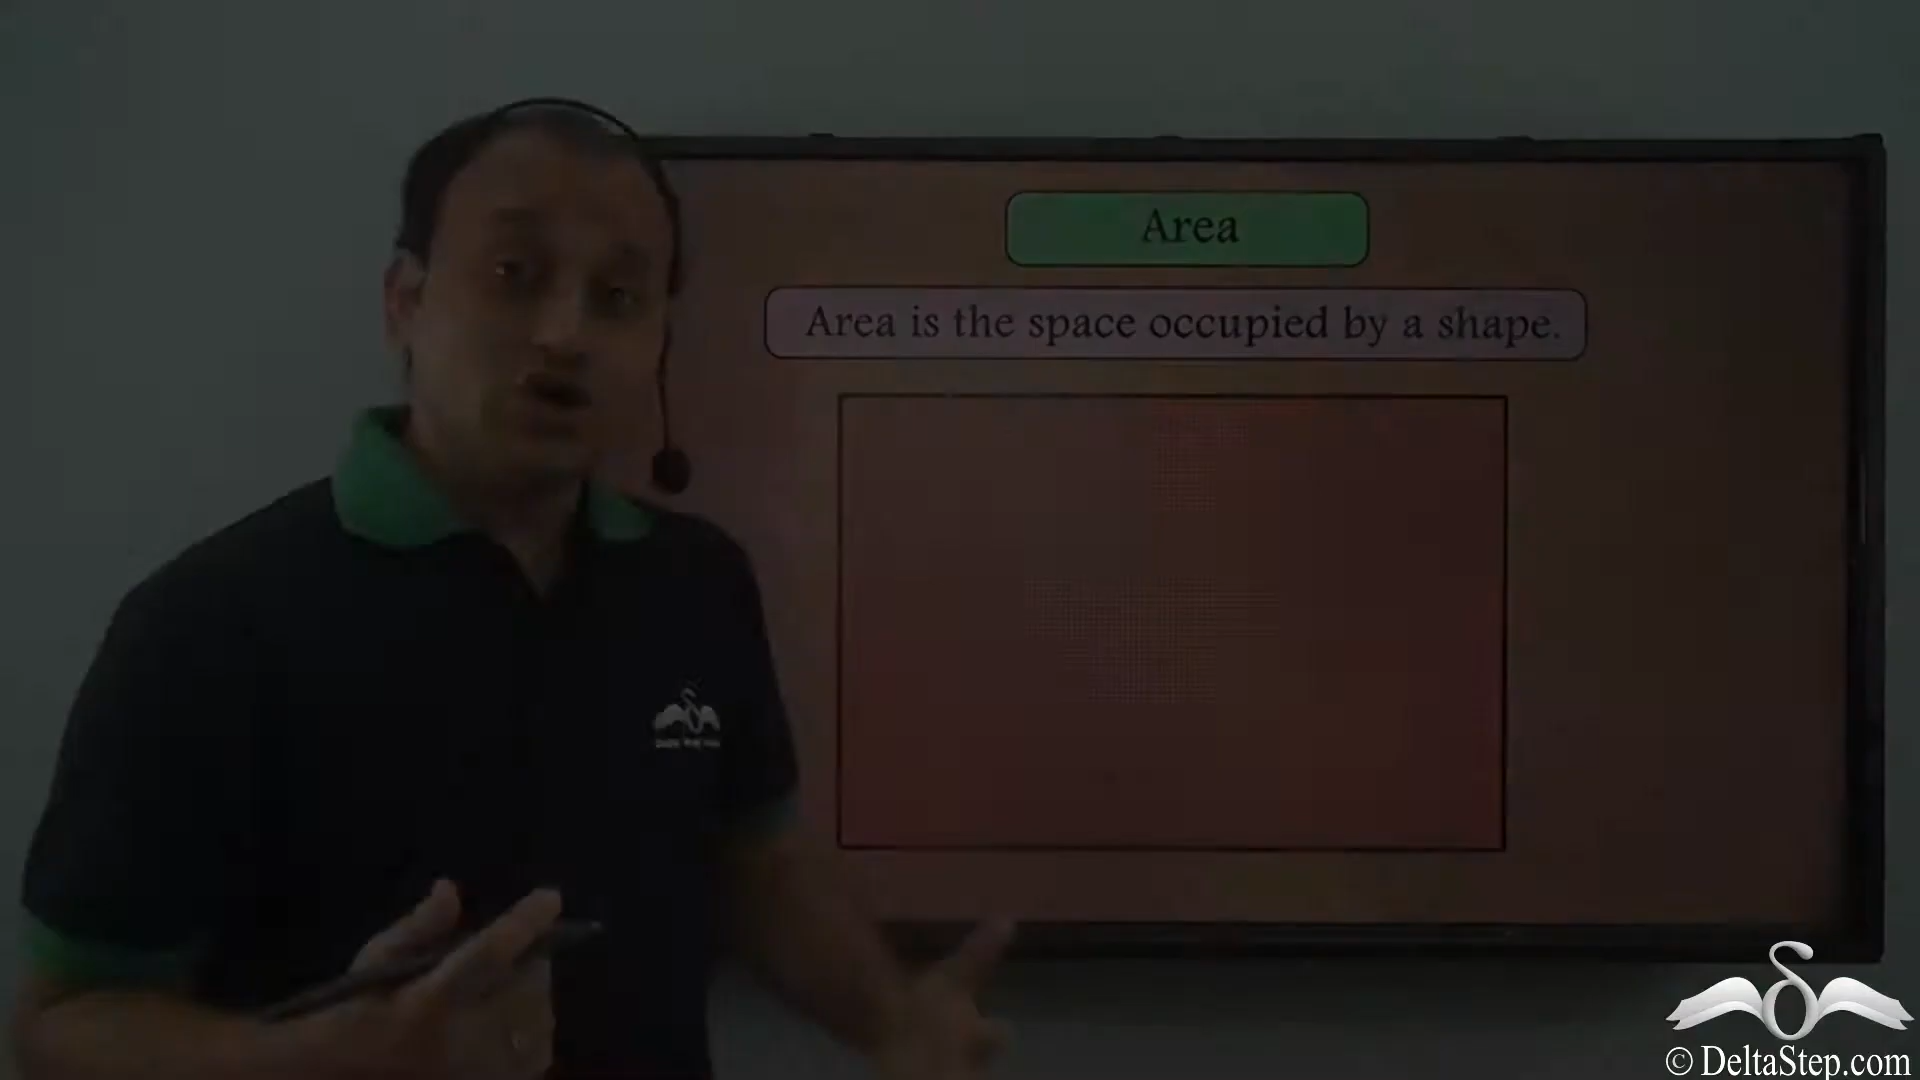 Area
Area is the space occupied by a shape.
© DeltaStep.com